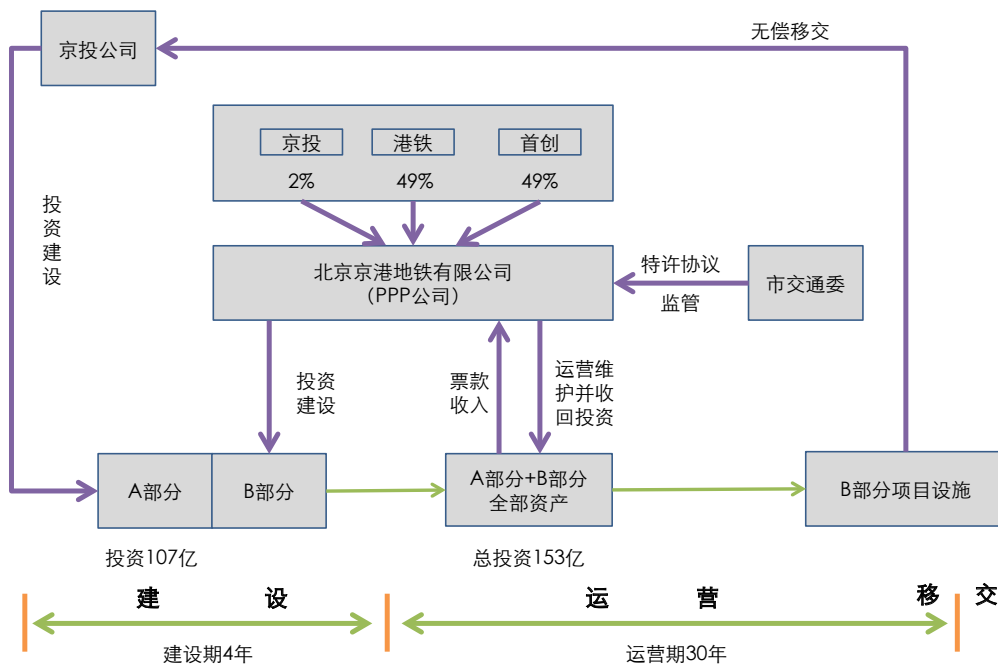 京投公司
无偿移交
京投
港铁
首创
2%
49%
49%
投
资
建
设
北京京港地铁有限公司
（PPP公司）
特许协议
监管
市交通委
投资
建设
票款
收入
运营维
护并收
回投资
A部分
B部分
A部分+B部分
全部资产
B部分项目设施
投资107亿
总投资153亿
建 设
运 营
移 交
建设期4年
运营期30年